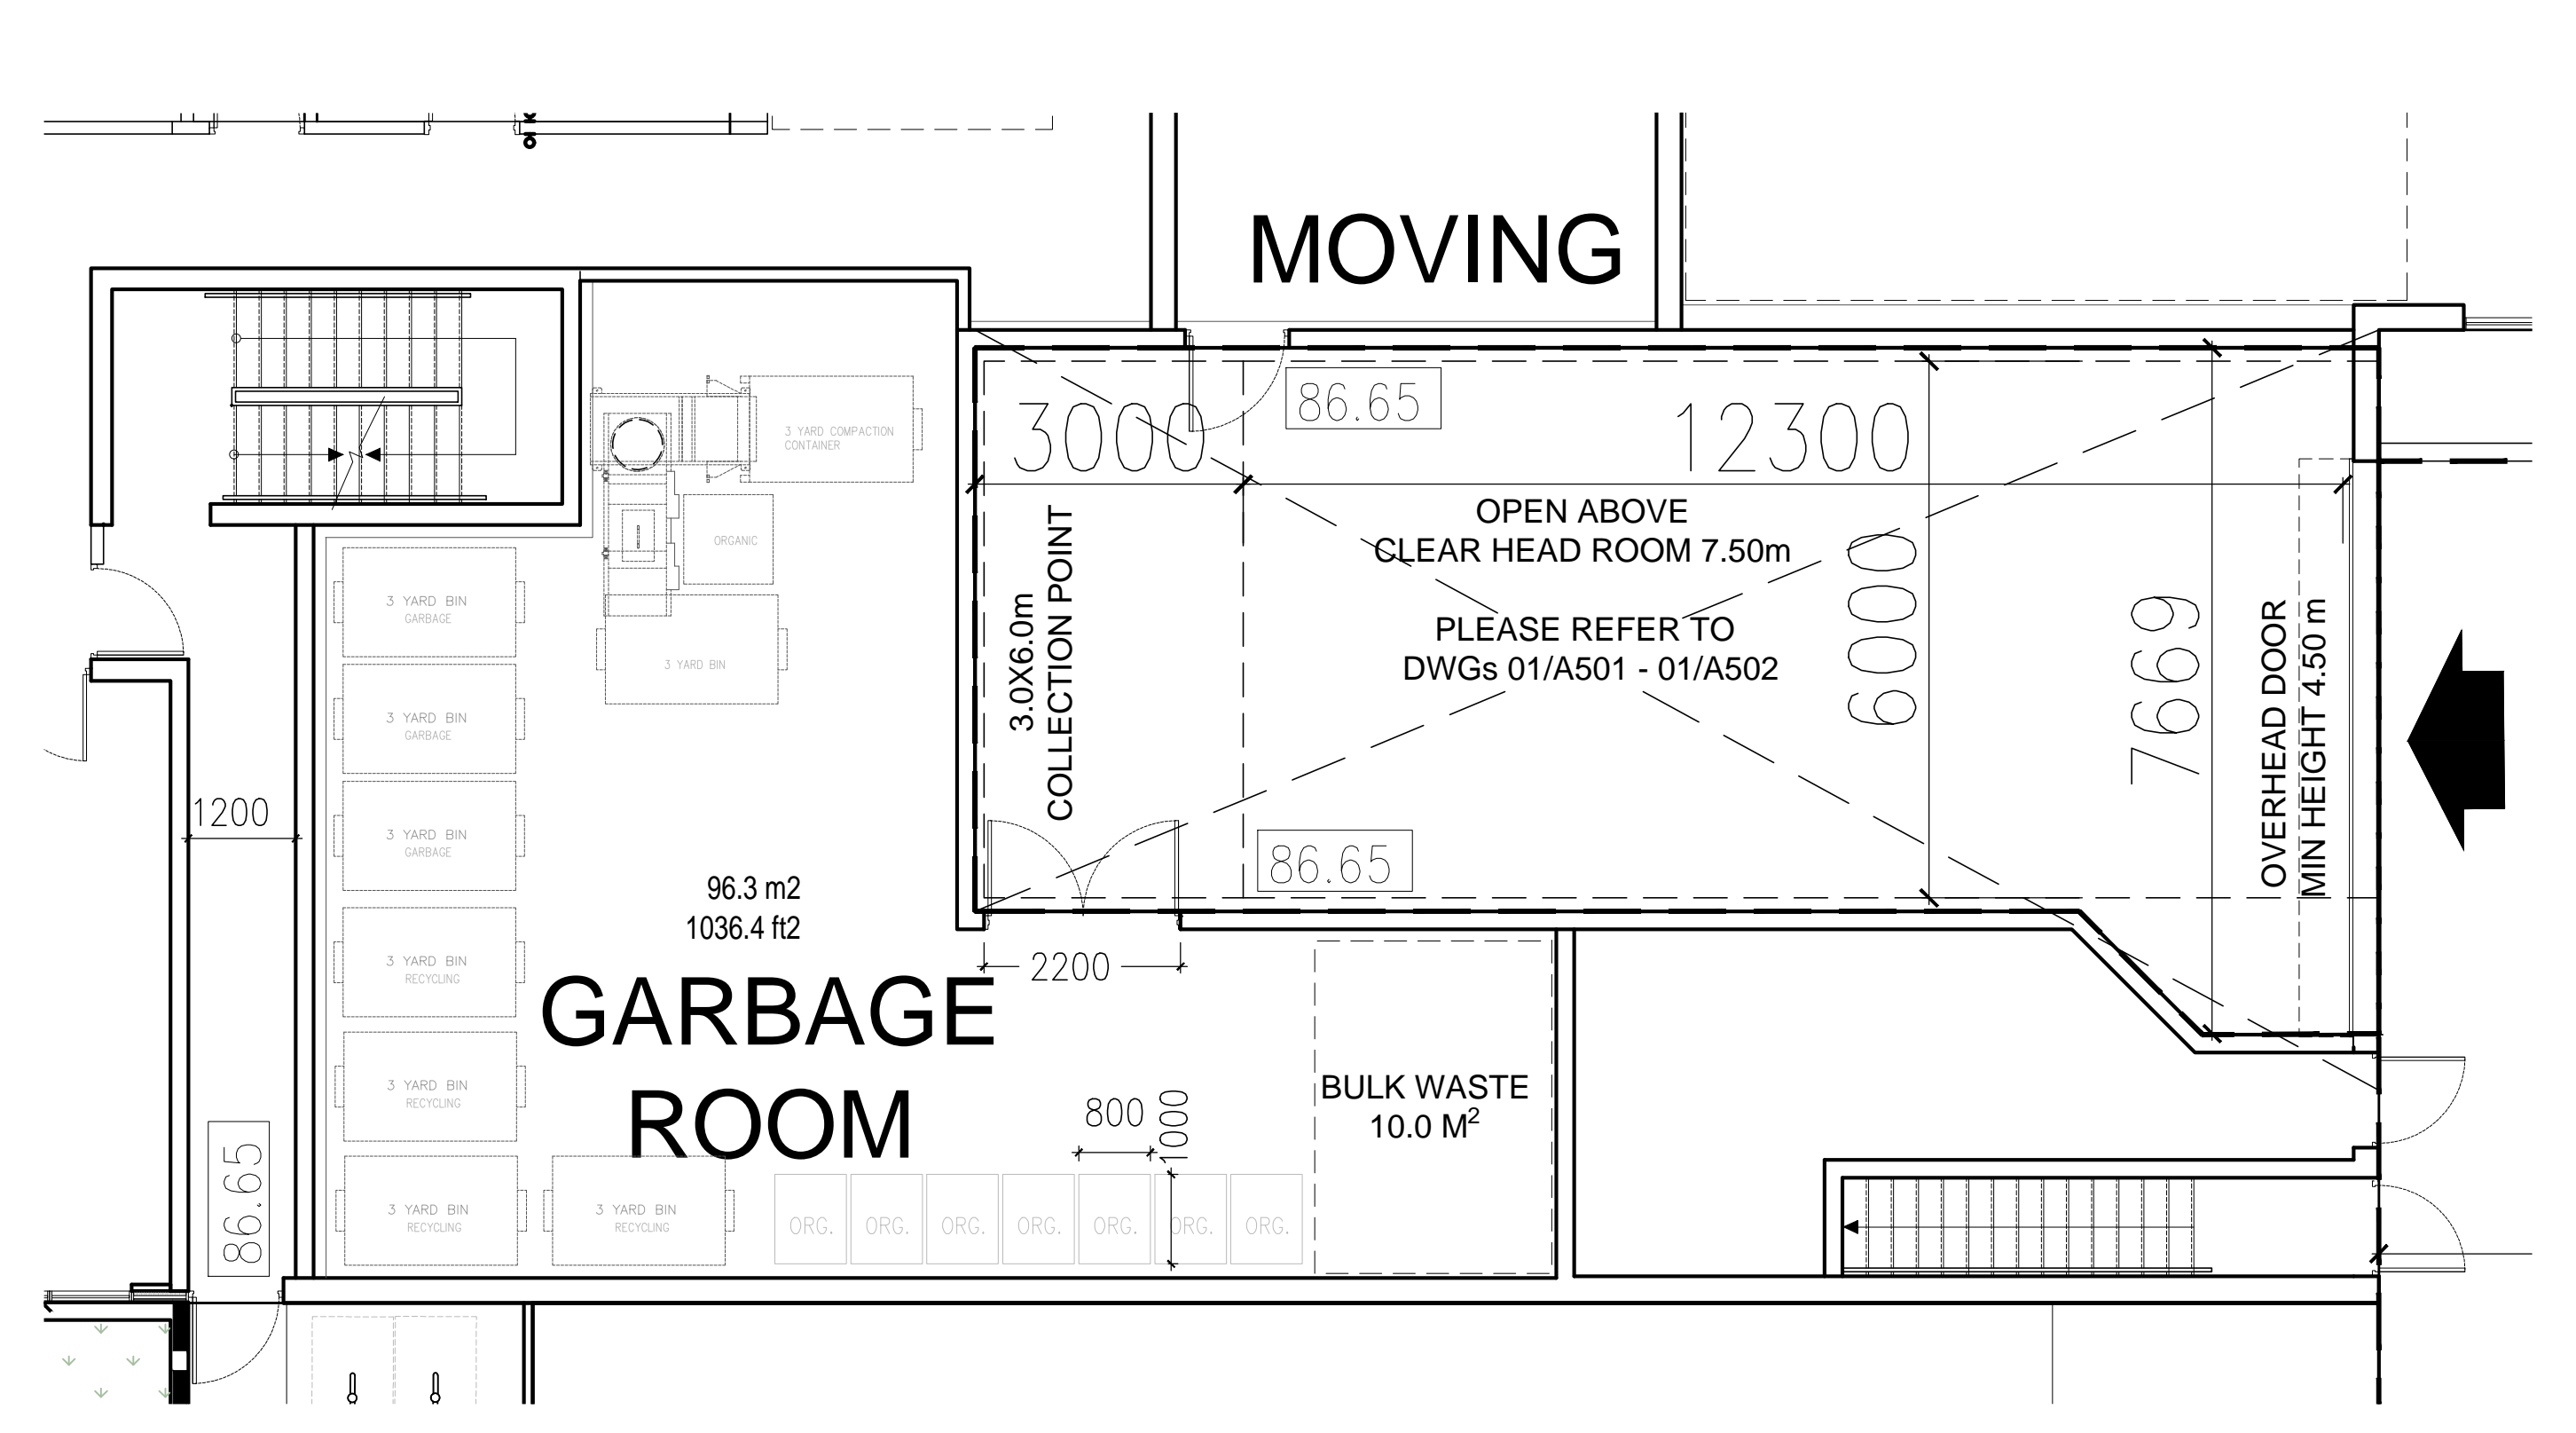 MOVING
3 YARD COMPACTION
CONTAINER
ORGANIC
3 YARD BIN
3 YARD BIN
GARBAGE
3 YARD BIN
GARBAGE
3 YARD BIN
GARBAGE
3 YARD BIN
RECYCLING
3 YARD BIN
RECYCLING
3 YARD BIN
RECYCLING
3 YARD BIN
RECYCLING
1200
86.65
96.3 m2
1036.4 ft2
GARBAGE
ROOM
3000
86.65
12300
OPEN ABOVE
CLEAR HEAD ROOM 7.50m
PLEASE REFER TO
DWGs 01/A501 - 01/A502
3.0X6.0m
COLLECTION POINT
6000
7669
OVERHEAD DOOR
MIN HEIGHT 4.50 m
86.65
2200
800
1000
ORG.
ORG.
ORG.
ORG.
ORG.
ORG.
ORG.
BULK WASTE
10.0 M²